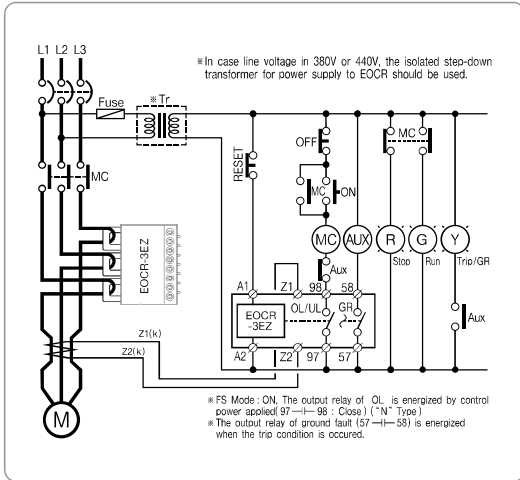 L1 L2 L3
※In case line voltage in 380V or 440V, the isolated step-down
transformer for power supply to EOCR should be used.
Fuse
※Tr
RESET
OFF
MC
MC
ON
MC
MC
AUX
R
G
Y
Stop
Run
Trip/GR
EOCR-3EZ
Aux
A1
Z1
98
58
EOCR
-3EZ
OL/UL
GR
Aux
A2
Z2
97
57
Z1(k)
Z2(k)
M
※FS Mode : ON, The output relay of OL is energized by control
power applied(97 ⊣⊢ 98 : Close) ("N" Type)
※The output relay of ground fault (57 ⊣⊢ 58) is energized
when the trip condition is occured.